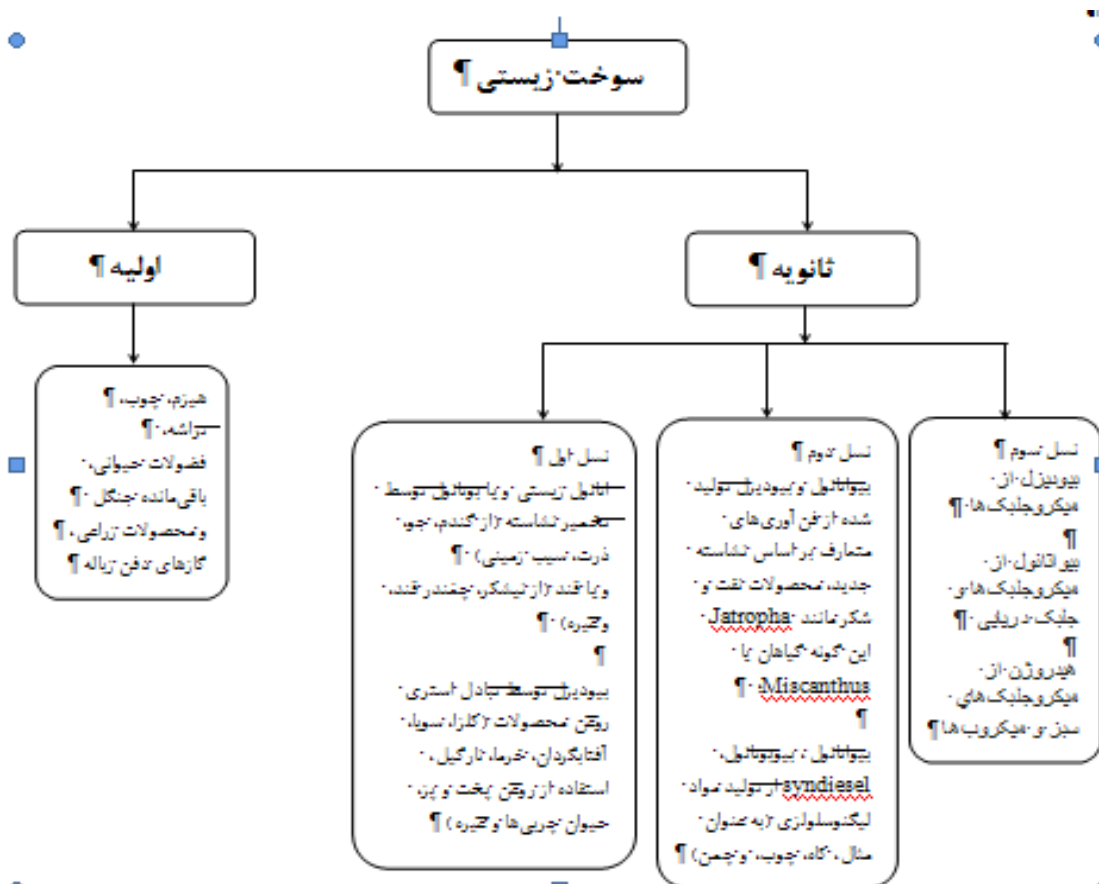 سوخت زیستی
ثانویه
اولیه
نسل سوم
بیودیزل از
میکروجلبک‌ها
بیو اتانول از
میکروجلبک‌ها و
جلبک دریایی
هیدروژن از
میکروجلبک‌های
سبز و میکروب‌ها
نسل دوم
بیواتانول و بیودیزل تولید
شده از فن آوری‌های
متعارف بر اساس نشاسته
جدید، محصولات نفت و
شکر مانند Jatropha
این گونه گیاهان یا
Miscanthus؛
بیواتانول، بیوبوتانول،
syndiesel از تولید مواد
لیگنوسلولزی (به عنوان
مثال، کاه، چوب، و چمن)
نسل اول
اتانول زیستی و یا بوتانول توسط
تخمیر نشاسته (از گندم، جو،
ذرت، سیب زمینی)
و یا قند (از نیشکر، چغندر قند،
و غیره)
بیودیزل توسط تبادل استری
روغن محصولات (کلزا، سویا،
آفتابگردان، خرما، نارگیل،
استفاده از روغن پخت و پز،
حیوان چربی‌ها و غیره)
هیزم، چوب،
تراشه،
فضولات حیوانی،
باقی‌مانده جنگل
و محصولات زراعی،
گازهای دفن زباله